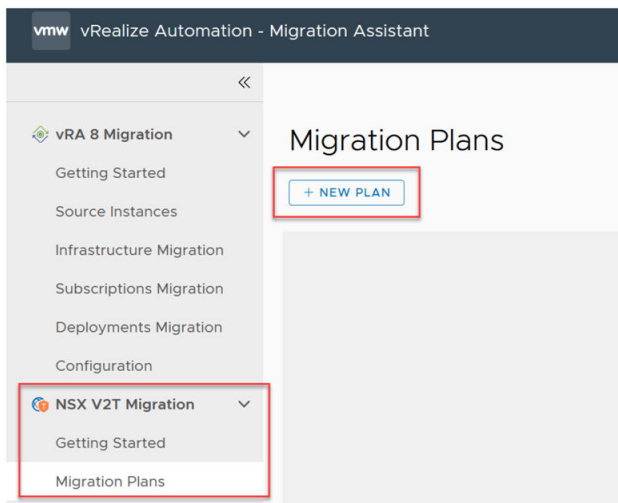 vmw vRealize Automation - Migration Assistant
vRA 8 Migration
Getting Started
Source Instances
Infrastructure Migration
Subscriptions Migration
Deployments Migration
Configuration
NSX V2T Migration
Getting Started
Migration Plans
Migration Plans
+ NEW PLAN